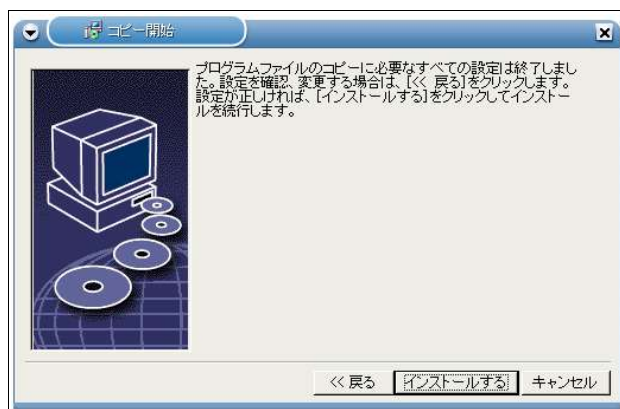 コピー開始
プログラムファイルのコピーに必要なすべての設定は終了しまし
た。設定を確認、変更する場合は、[<< 戻る]をクリックします。
設定が正しければ、[インストールする]をクリックしてインストー
ルを続行します。
<< 戻る インストールする キャンセル